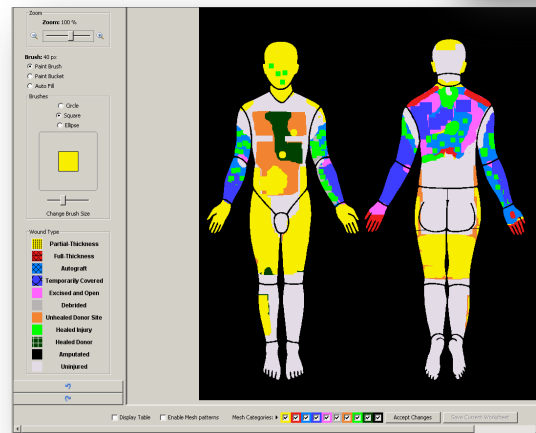 Zoom
Zoom: 100 %
Brush: 40 px
Paint Brush
Paint Bucket
Auto Fill
Brushes
Circle
Square
Ellipse
Change Brush Size
Wound Type
Partial-Thickness
Full-Thickness
Autograft
Temporarily Covered
Excised and Open
Debrided
Unhealed Donor Site
Healed Injury
Healed Donor
Amputated
Uninjured
Display Table Enable Mesh patterns Mesh Categories: Accept Changes Save Current Worksheet